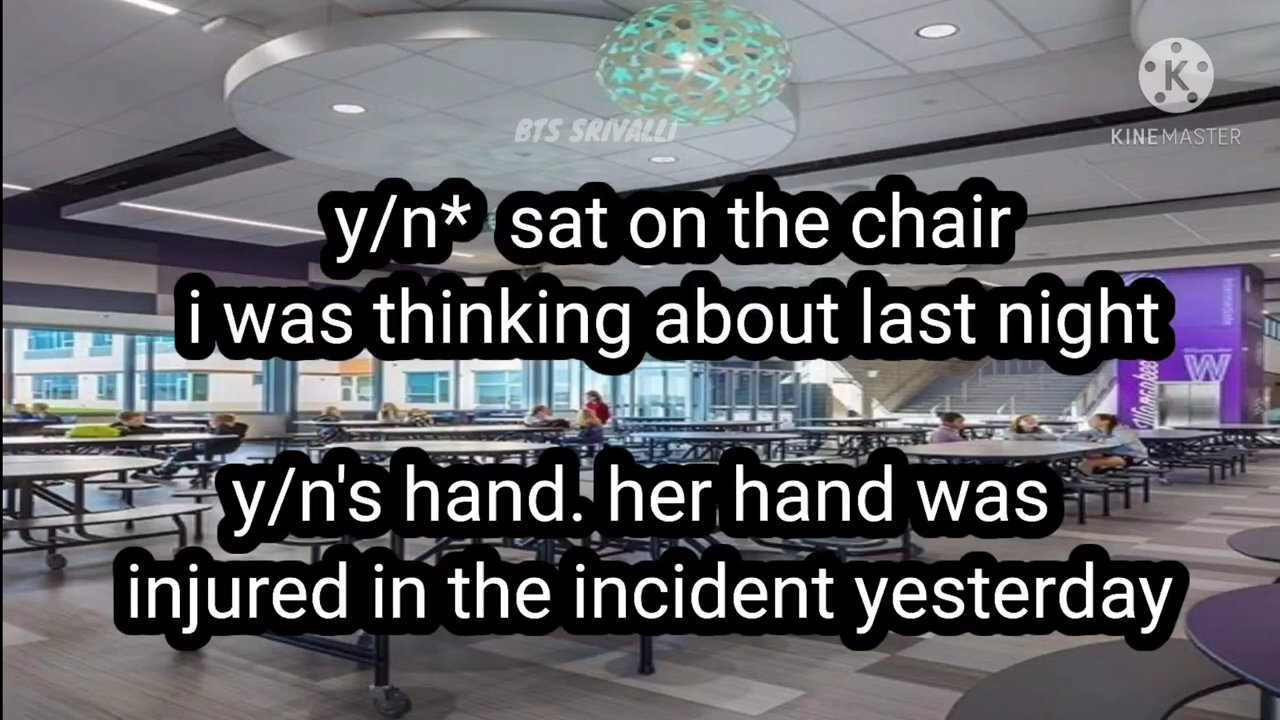 K
KINEMASTER
BTS SRIVALLI
y/n* sat on the chair
i was thinking about last night
W
y/n's hand. her hand was
injured in the incident yesterday